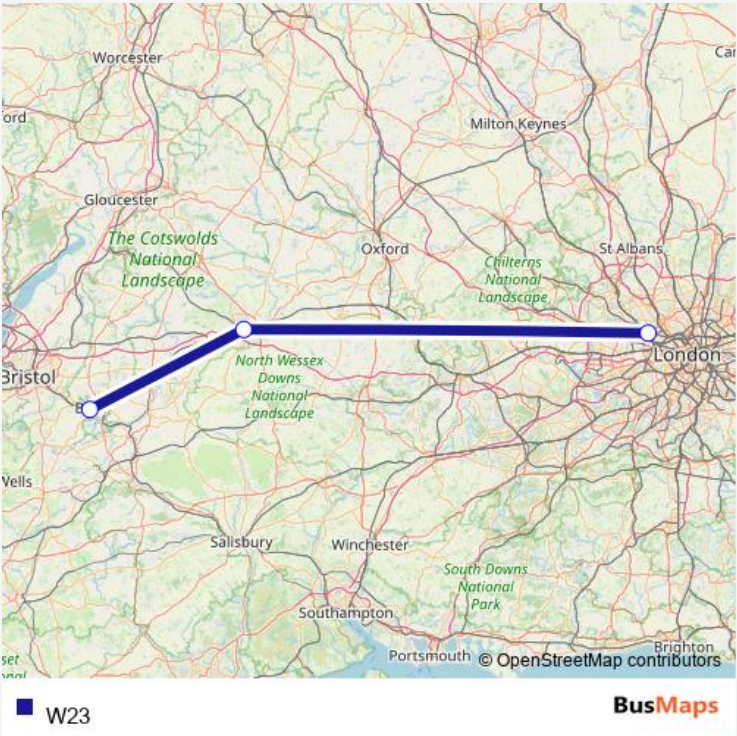 Worcester
Car
ord
Milton Keynes
Gloucester
The Cotswolds
National
Landscape
Oxford
St Albans
Chilterns
National
Landscape
North Wessex
Downs
National
Landscape
London
Bristol
B
Wells
Salisbury
Winchester
South Downs
National
Park
Southampton
set
onal
Portsmouth
Brighton
© OpenStreetMap contributors
W23
BusMaps